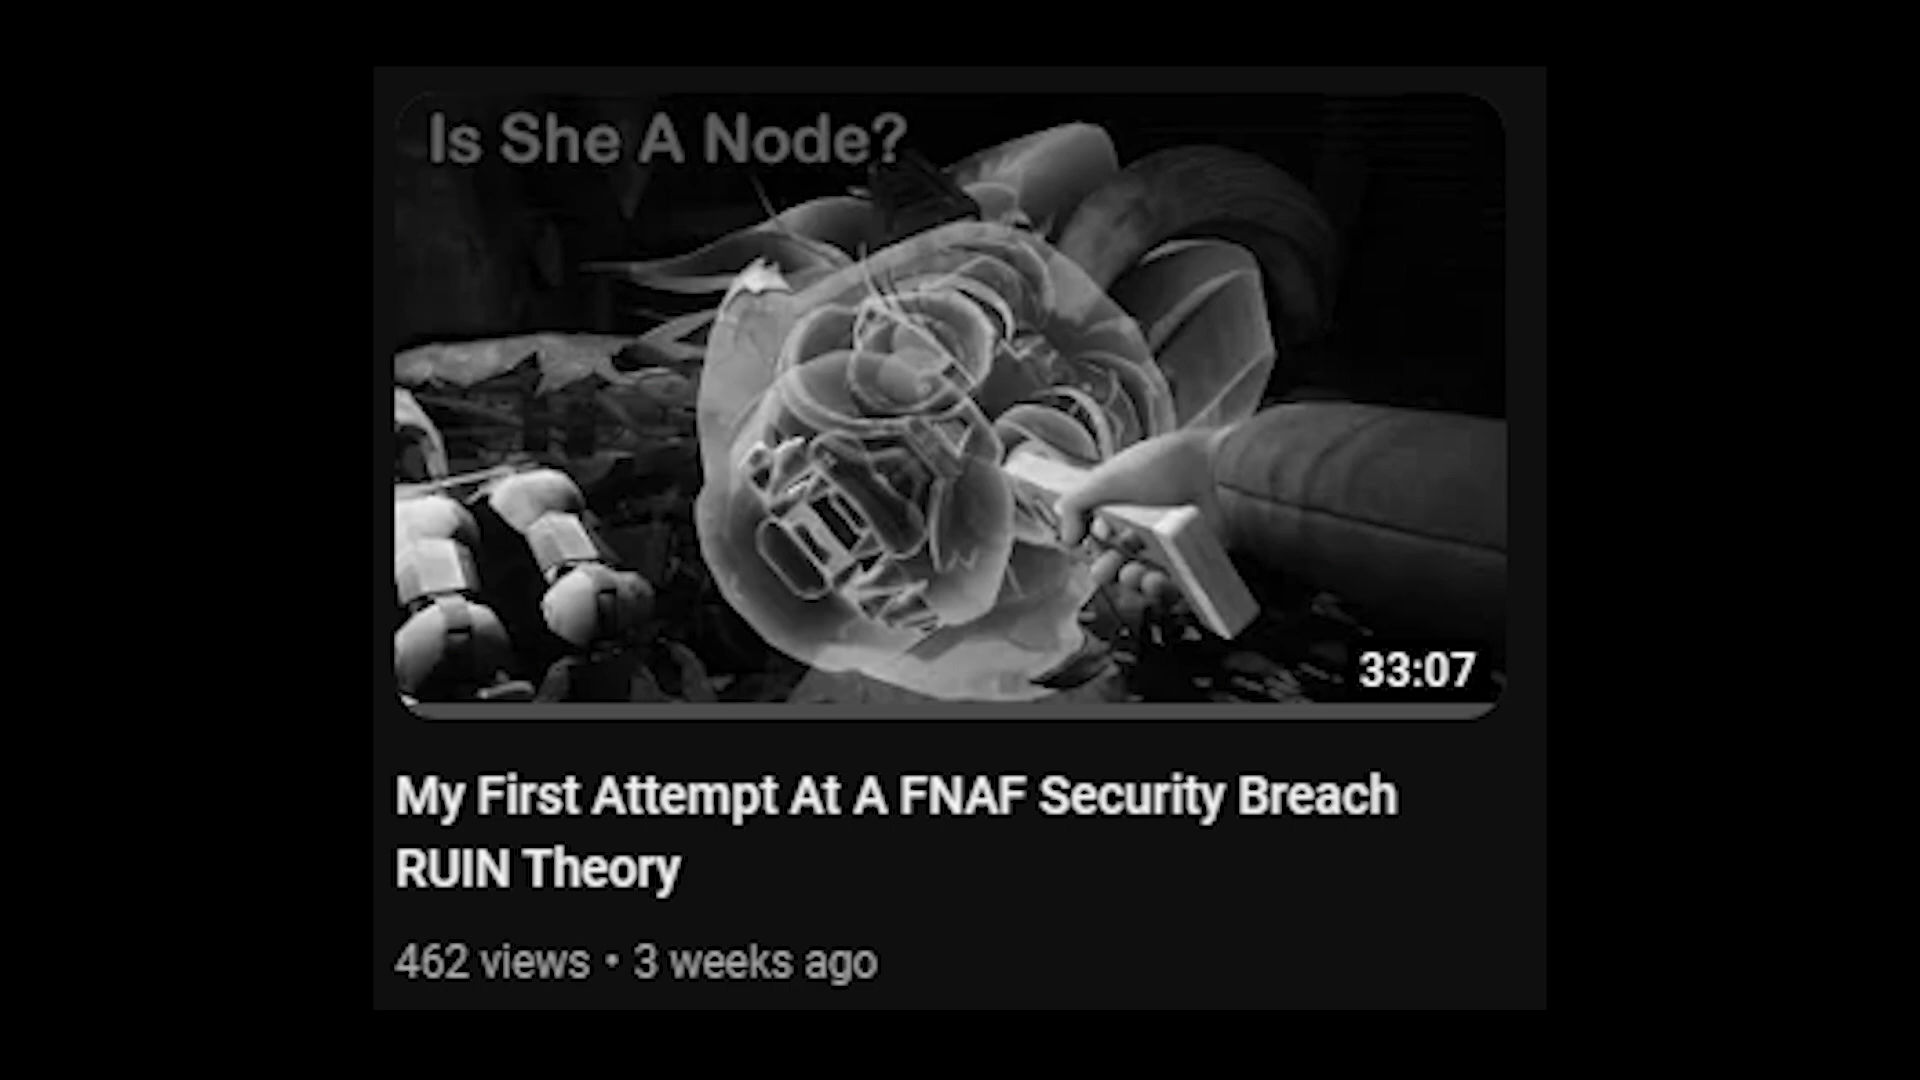 Is She A Node?
33:07
My First Attempt At A FNAF Security Breach
RUIN Theory
462 views • 3 weeks ago